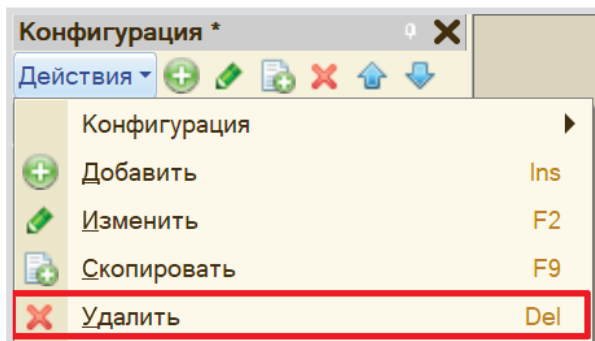 Конфигурация *
Действия
Конфигурация
Добавить Ins
Изменить F2
Скопировать F9
Удалить Del